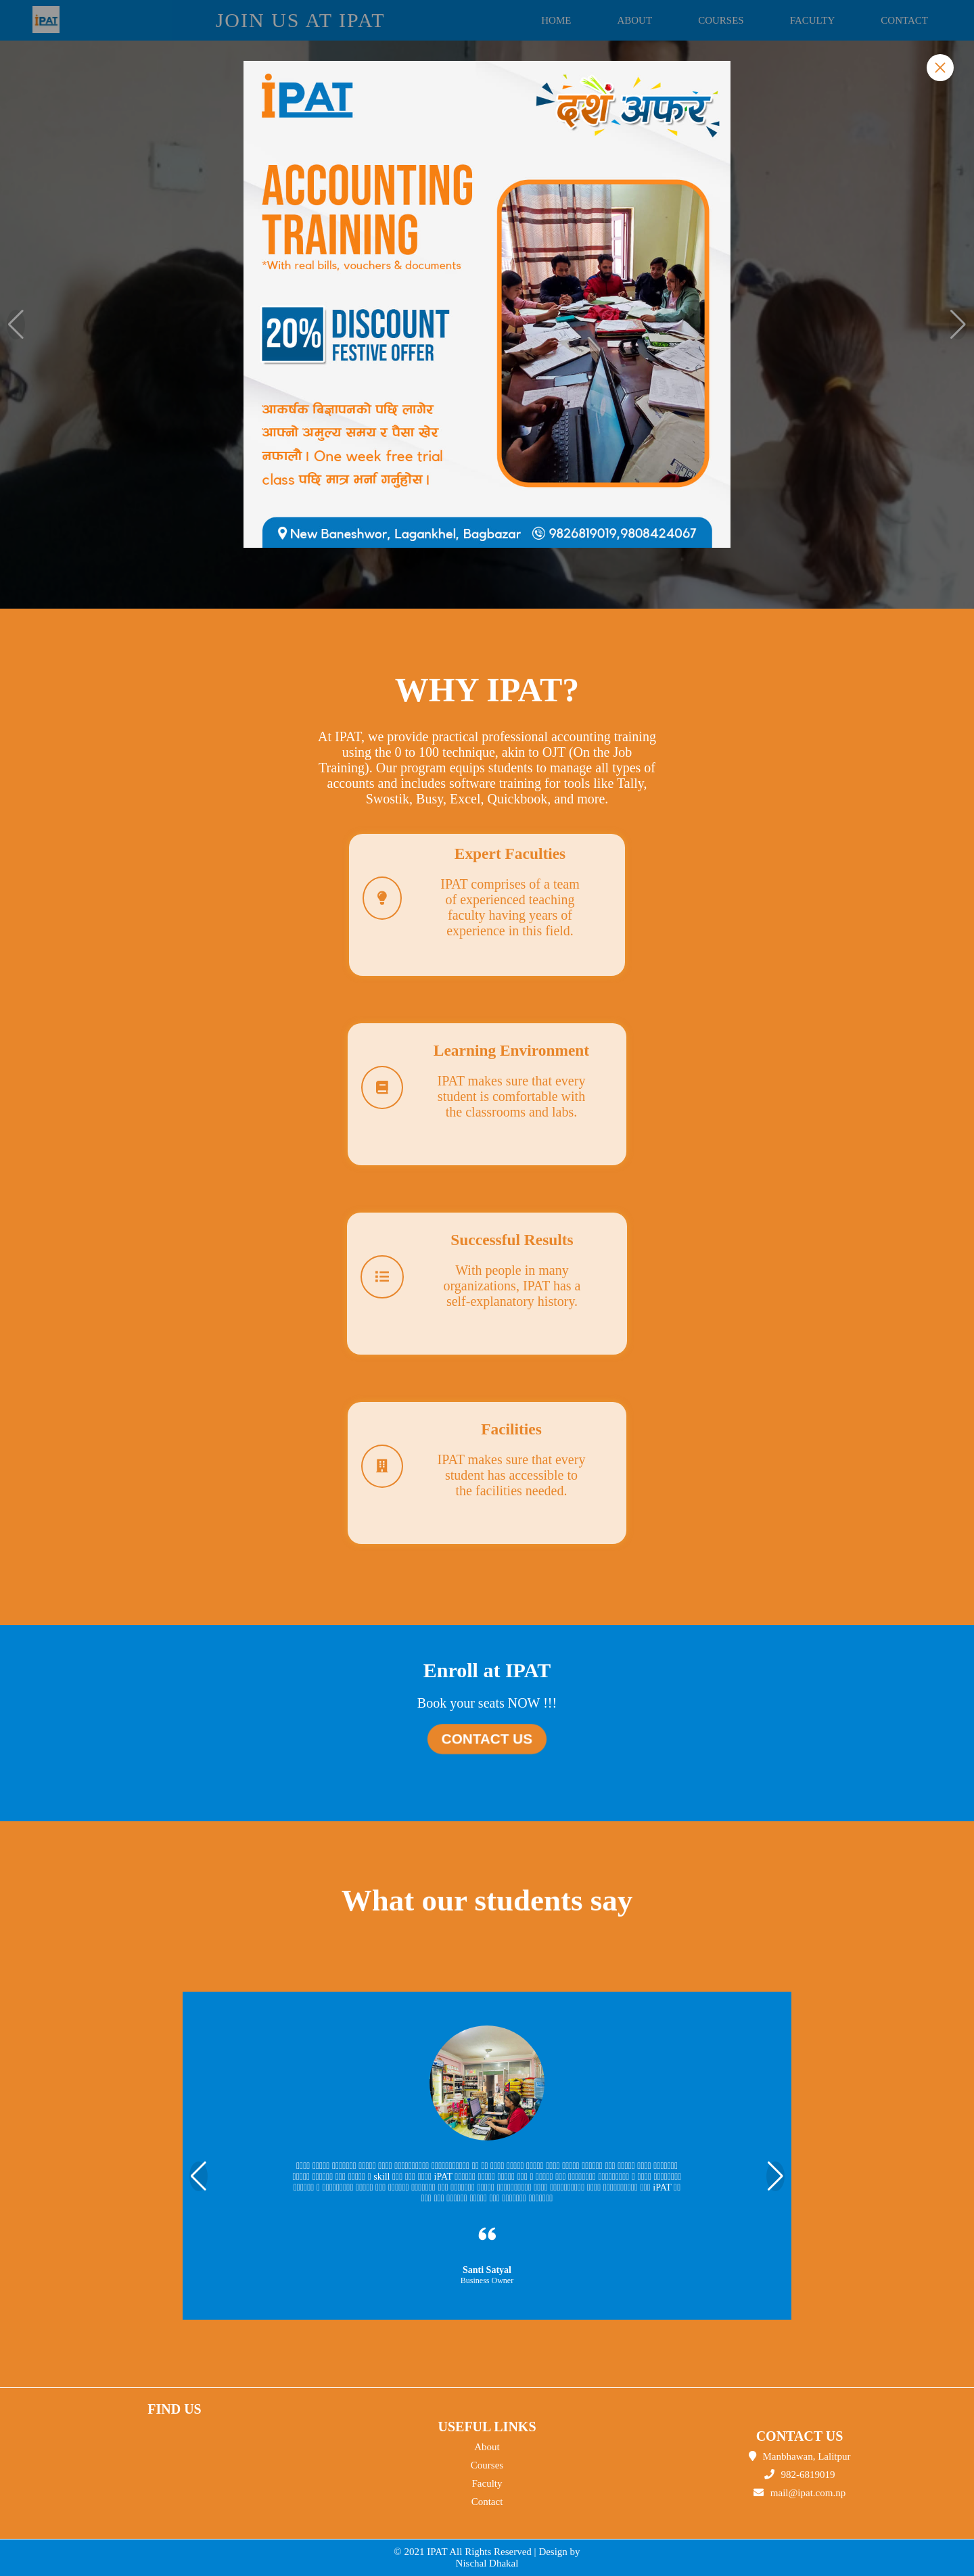 iPAT
JOIN US AT IPAT
HOME
ABOUT
COURSES
FACULTY
CONTACT
iPAT
दशैं अफर
ACCOUNTING
TRAINING
*With real bills, vouchers & documents
20% DISCOUNT
FESTIVE OFFER
आकर्षक बिज्ञापनको पछि लागेर
आफ्नो अमुल्य समय र पैसा खेर
नफालौ । One week free trial
class पछि मात्र भर्ना गर्नुहोस ।
New Baneshwor, Lagankhel, Bagbazar 9826819019,9808424067
WHY IPAT?
At IPAT, we provide practical professional accounting training
using the 0 to 100 technique, akin to OJT (On the Job
Training). Our program equips students to manage all types of
accounts and includes software training for tools like Tally,
Swostik, Busy, Excel, Quickbook, and more.
Expert Faculties
IPAT comprises of a team
of experienced teaching
faculty having years of
experience in this field.
Learning Environment
IPAT makes sure that every
student is comfortable with
the classrooms and labs.
Successful Results
With people in many
organizations, IPAT has a
self-explanatory history.
Facilities
IPAT makes sure that every
student has accessible to
the facilities needed.
Enroll at IPAT
Book your seats NOW !!!
CONTACT US
What our students say
skill iPAT
iPAT
Santi Satyal
Business Owner
FIND US
USEFUL LINKS
About
Courses
Faculty
Contact
CONTACT US
Manbhawan, Lalitpur
982-6819019
mail@ipat.com.np
© 2021 IPAT All Rights Reserved | Design by
Nischal Dhakal